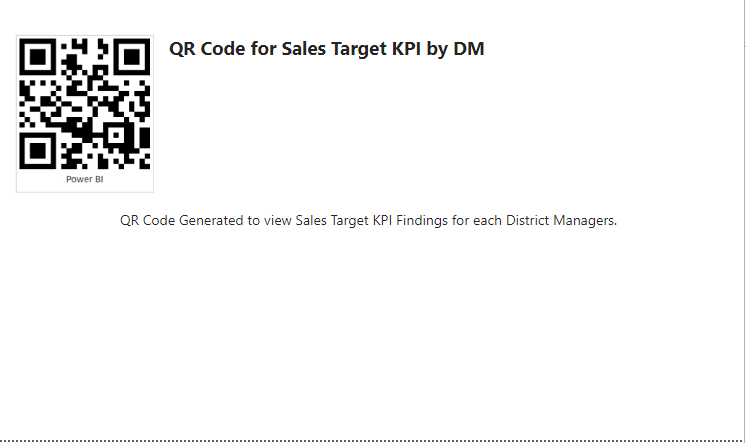 QR Code for Sales Target KPI by DM
Power BI
QR Code Generated to view Sales Target KPI Findings for each District Managers.